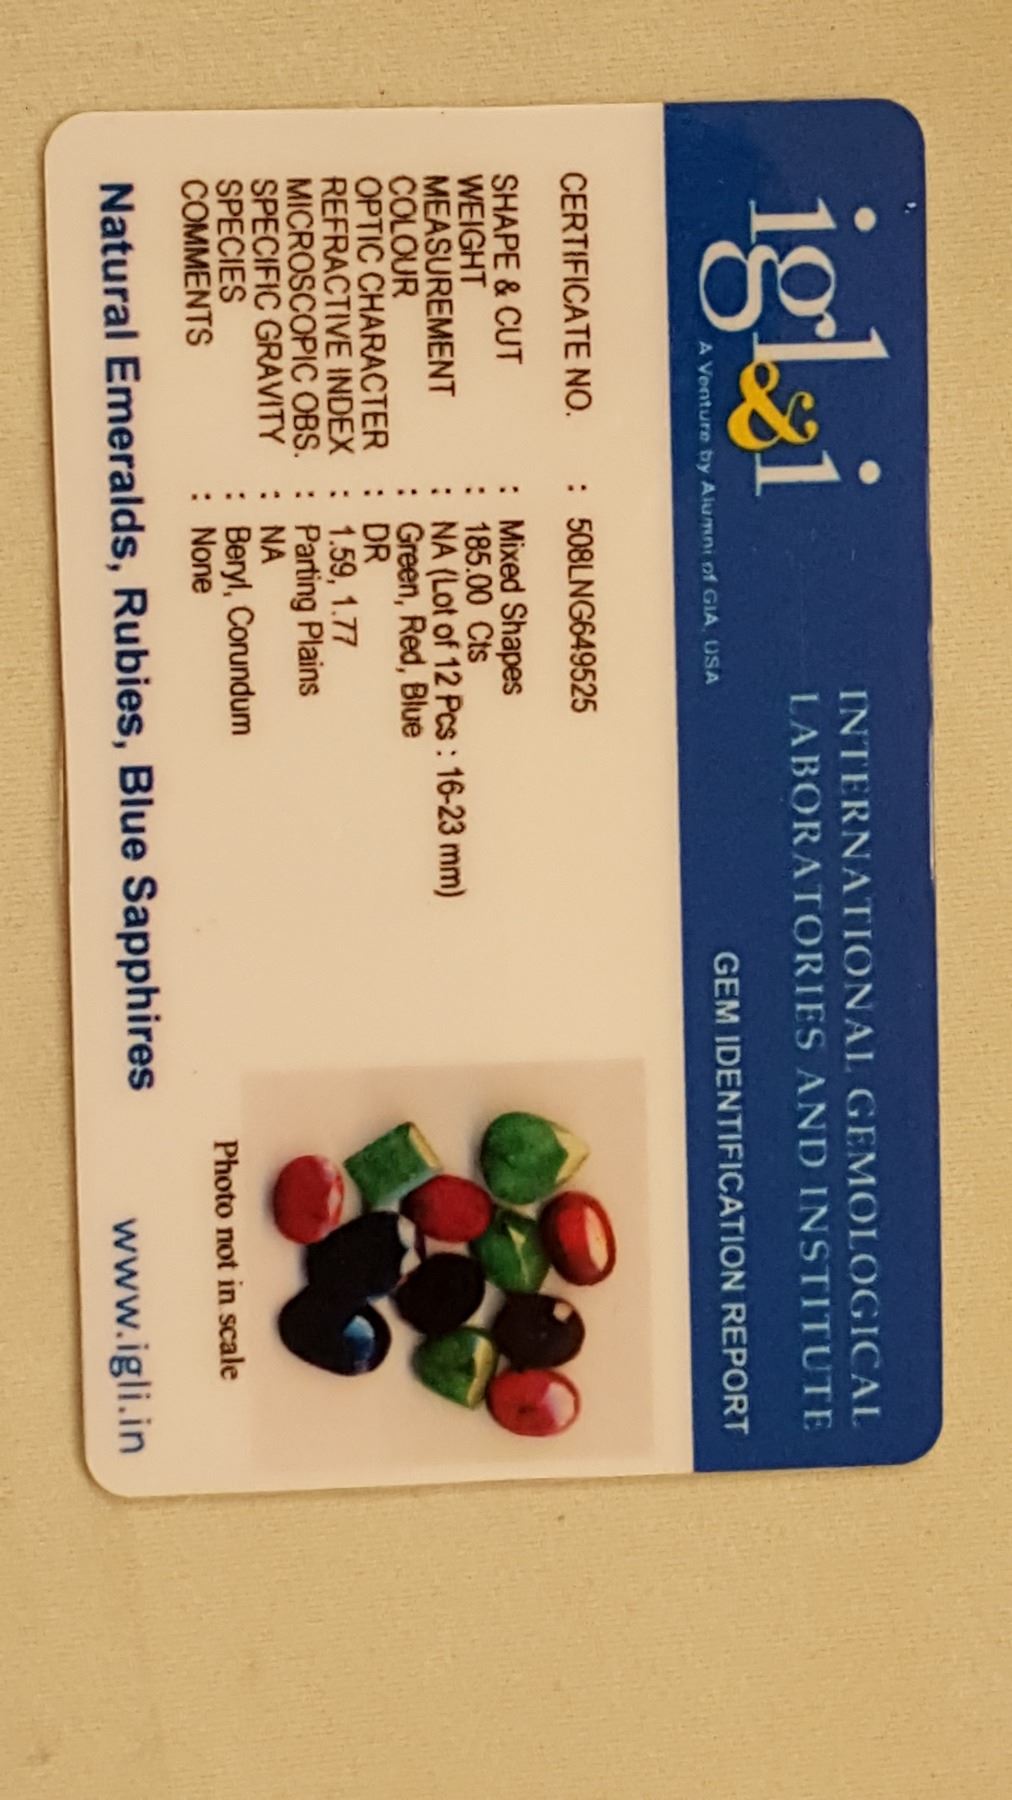 igl&i
A Venture by Alumni of GIA, USA
INTERNATIONAL GEMOLOGICAL
LABORATORIES AND INSTITUTE
GEM IDENTIFICATION REPORT
CERTIFICATE NO. : 508LNG649525
SHAPE & CUT : Mixed Shapes
WEIGHT : 185.00 Cts
MEASUREMENT : NA (Lot of 12 Pcs : 16-23 mm)
COLOUR : Green, Red, Blue
OPTIC CHARACTER : DR
REFRACTIVE INDEX : 1.59, 1.77
MICROSCOPIC OBS. : Parting Plains
SPECIFIC GRAVITY : NA
SPECIES : Beryl, Corundum
COMMENTS : None
Photo not in scale
Natural Emeralds, Rubies, Blue Sapphires www.igli.in